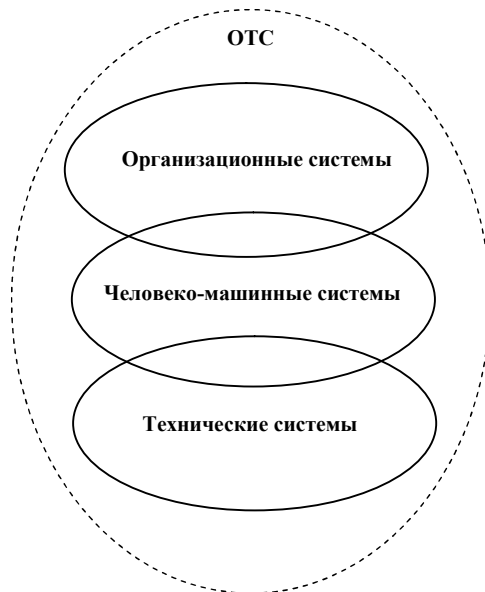 ОТС
Организационные системы
Человеко-машинные системы
Технические системы